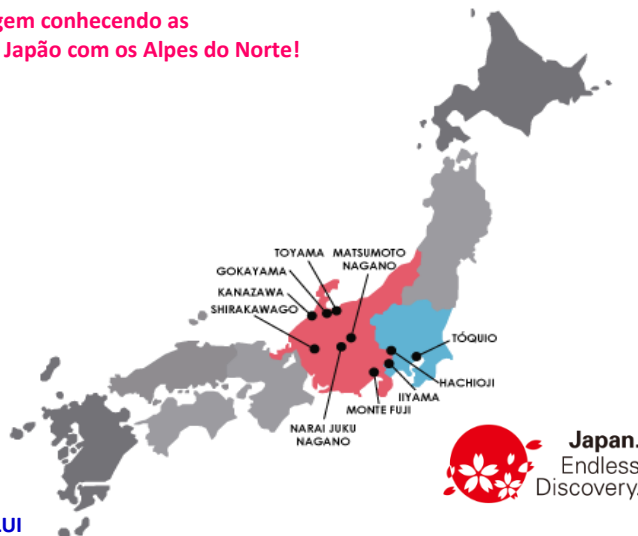 gem conhecendo as
Japão com os Alpes do Norte!
TOYAMA
MATSUMOTO
NAGANO
GOKAYAMA
KANAZAWA
SHIRAKAWAGO
TÓQUIO
HACHIOJI
IIYAMA
MONTE FUJI
NARAI JUKU
NAGANO
Japan.
Endless
Discovery.
LUI